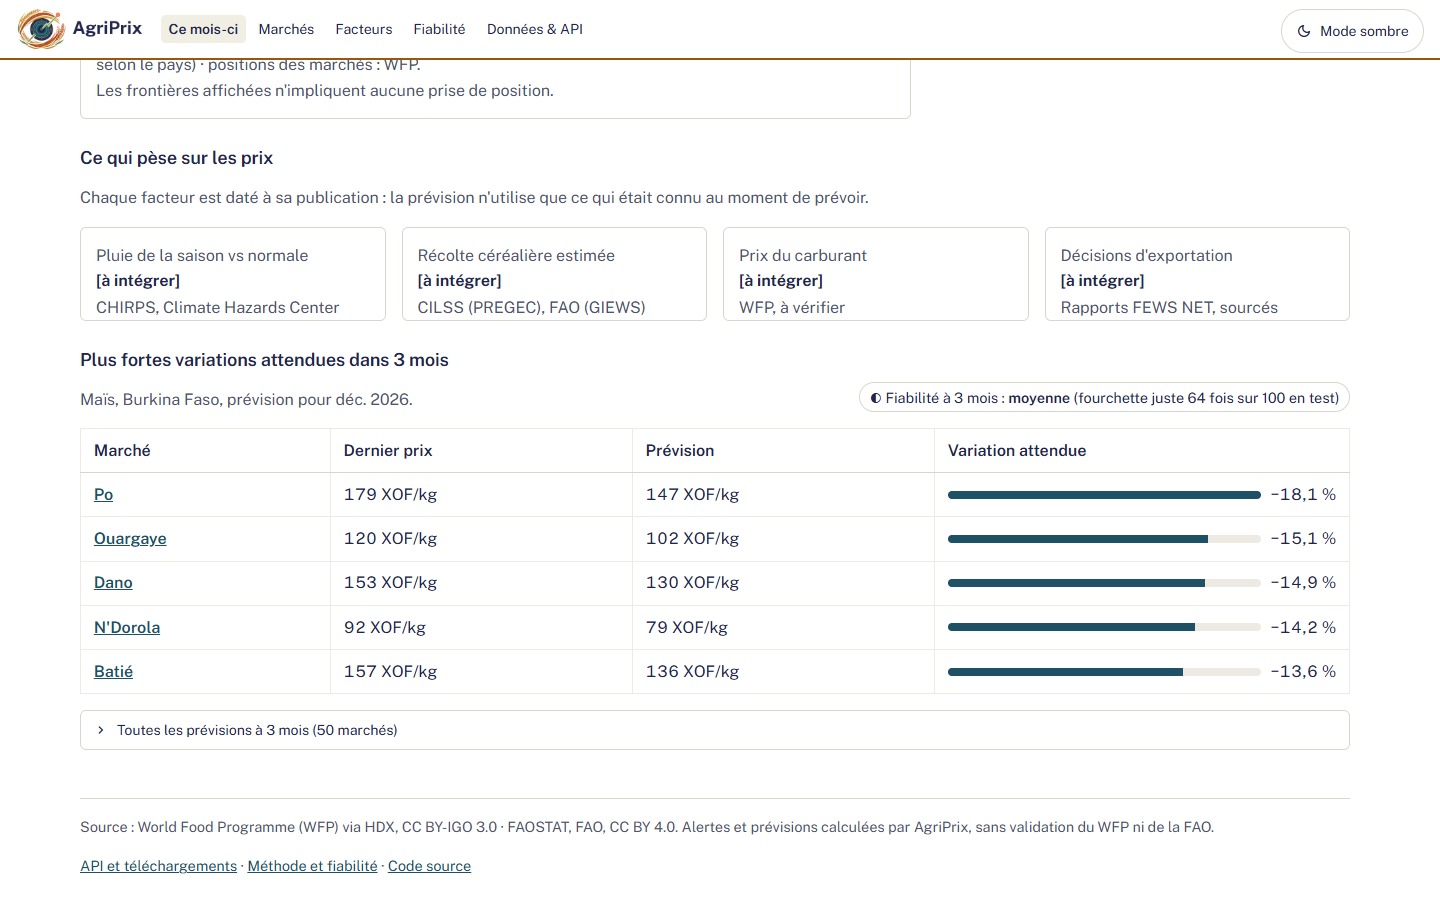 AgriPrix
Ce mois-ci
Marchés
Facteurs
Fiabilité
Données & API
Mode sombre
selon le pays) · positions des marchés : WFP.
Les frontières affichées n'impliquent aucune prise de position.
Ce qui pèse sur les prix
Chaque facteur est daté à sa publication : la prévision n'utilise que ce qui était connu au moment de prévoir.
Pluie de la saison vs normale
[à intégrer]
CHIRPS, Climate Hazards Center
Récolte céréalière estimée
[à intégrer]
CILSS (PREGEC), FAO (GIEWS)
Prix du carburant
[à intégrer]
WFP, à vérifier
Décisions d'exportation
[à intégrer]
Rapports FEWS NET, sourcés
Plus fortes variations attendues dans 3 mois
Maïs, Burkina Faso, prévision pour déc. 2026.
Fiabilité à 3 mois : moyenne (fourchette juste 64 fois sur 100 en test)
Marché Dernier prix Prévision Variation attendue
Po 179 XOF/kg 147 XOF/kg −18,1 %
Ouargaye 120 XOF/kg 102 XOF/kg −15,1 %
Dano 153 XOF/kg 130 XOF/kg −14,9 %
N'Dorola 92 XOF/kg 79 XOF/kg −14,2 %
Batié 157 XOF/kg 136 XOF/kg −13,6 %
Toutes les prévisions à 3 mois (50 marchés)
Source : World Food Programme (WFP) via HDX, CC BY-IGO 3.0 · FAOSTAT, FAO, CC BY 4.0. Alertes et prévisions calculées par AgriPrix, sans validation du WFP ni de la FAO.
API et téléchargements · Méthode et fiabilité · Code source